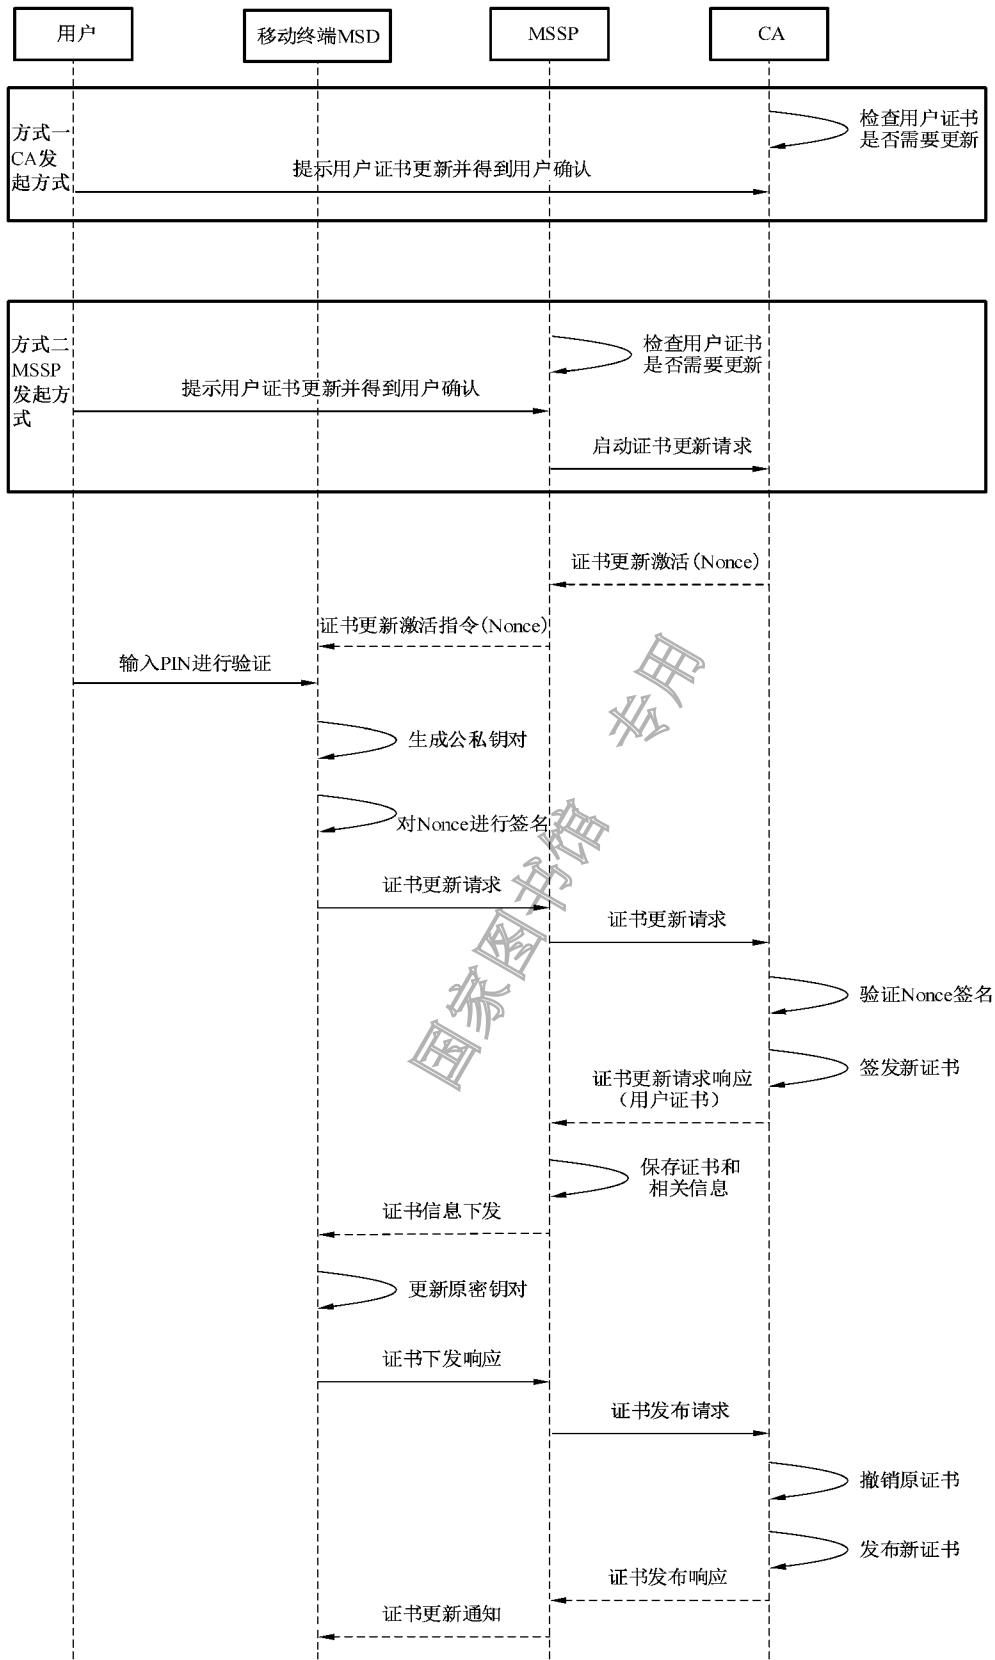 用户
移动终端MSD
MSSP
CA
方式一
CA发
起方式
检查用户证书
是否需要更新
提示用户证书更新并得到用户确认
方式二
MSSP
发起方
式
检查用户证书
是否需要更新
提示用户证书更新并得到用户确认
启动证书更新请求
证书更新激活(Nonce)
证书更新激活指令(Nonce)
输入PIN进行验证
生成公私钥对
对Nonce进行签名
证书更新请求
证书更新请求
验证Nonce签名
签发新证书
证书更新请求响应
（用户证书）
保存证书和
相关信息
证书信息下发
更新原密钥对
证书下发响应
证书发布请求
撤销原证书
发布新证书
证书发布响应
证书更新通知
国家图书馆 专用